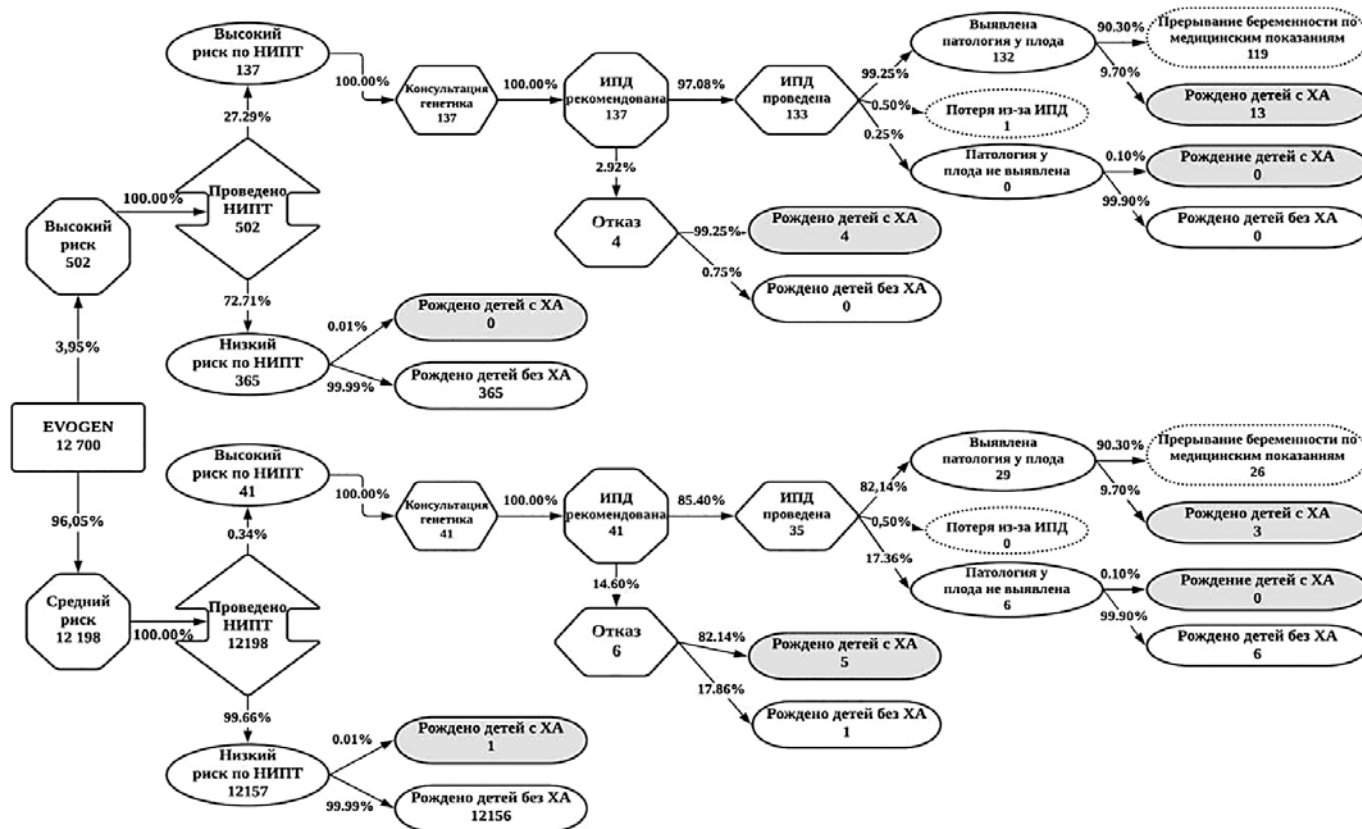 Высокий
риск по НИПТ
137
100.00%
Консультация
генетика
137
100.00%
ИПД
рекомендована
137
97.08%
ИПД
проведена
133
99.25%
0.50%
0.25%
Выявлена
патология у плода
132
90.30%
9.70%
Прерывание беременности по
медицинским показаниям
119
Рождено детей с ХА
13
Потеря из-за ИПД
1
Патология у
плода не выявлена
0
0.10%
99.90%
Рождение детей с ХА
0
Рождено детей без ХА
0
2.92%
Отказ
4
99.25%
0.75%
Рождено детей с ХА
4
Рождено детей без ХА
0
27.29%
Проведено
НИПТ
502
100.00%
Высокий
риск
502
72.71%
Низкий
риск по НИПТ
365
0.01%
99.99%
Рождено детей с ХА
0
Рождено детей без ХА
365
3,95%
EVOGEN
12 700
96,05%
Средний
риск
12 198
100.00%
Проведено
НИПТ
12198
0.34%
Высокий
риск по НИПТ
41
100.00%
Консультация
генетика
41
100.00%
ИПД
рекомендована
41
85.40%
ИПД
проведена
35
82,14%
0,50%
17.36%
Выявлена
патология у плода
29
90.30%
9.70%
Прерывание беременности по
медицинским показаниям
26
Рождено детей с ХА
3
Потеря из-за ИПД
0
Патология у
плода не выявлена
6
0.10%
99.90%
Рождение детей с ХА
0
Рождено детей без ХА
6
14.60%
Отказ
6
82.14%
17.86%
Рождено детей с ХА
5
Рождено детей без ХА
1
99.66%
Низкий
риск по НИПТ
12157
0.01%
99.99%
Рождено детей с ХА
1
Рождено детей без ХА
12156